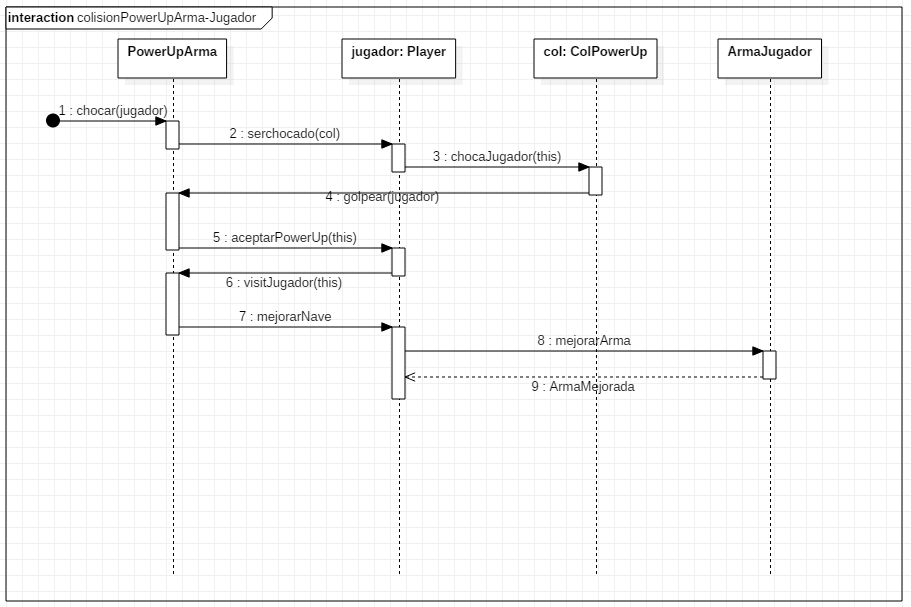 interaction colisionPowerUpArma-Jugador
PowerUpArma
jugador: Player
col: ColPowerUp
ArmaJugador
1 : chocar(jugador)
2 : serchocado(col)
3 : chocaJugador(this)
4 : golpear(jugador)
5 : aceptarPowerUp(this)
6 : visitJugador(this)
7 : mejorarNave
8 : mejorarArma
9 : ArmaMejorada